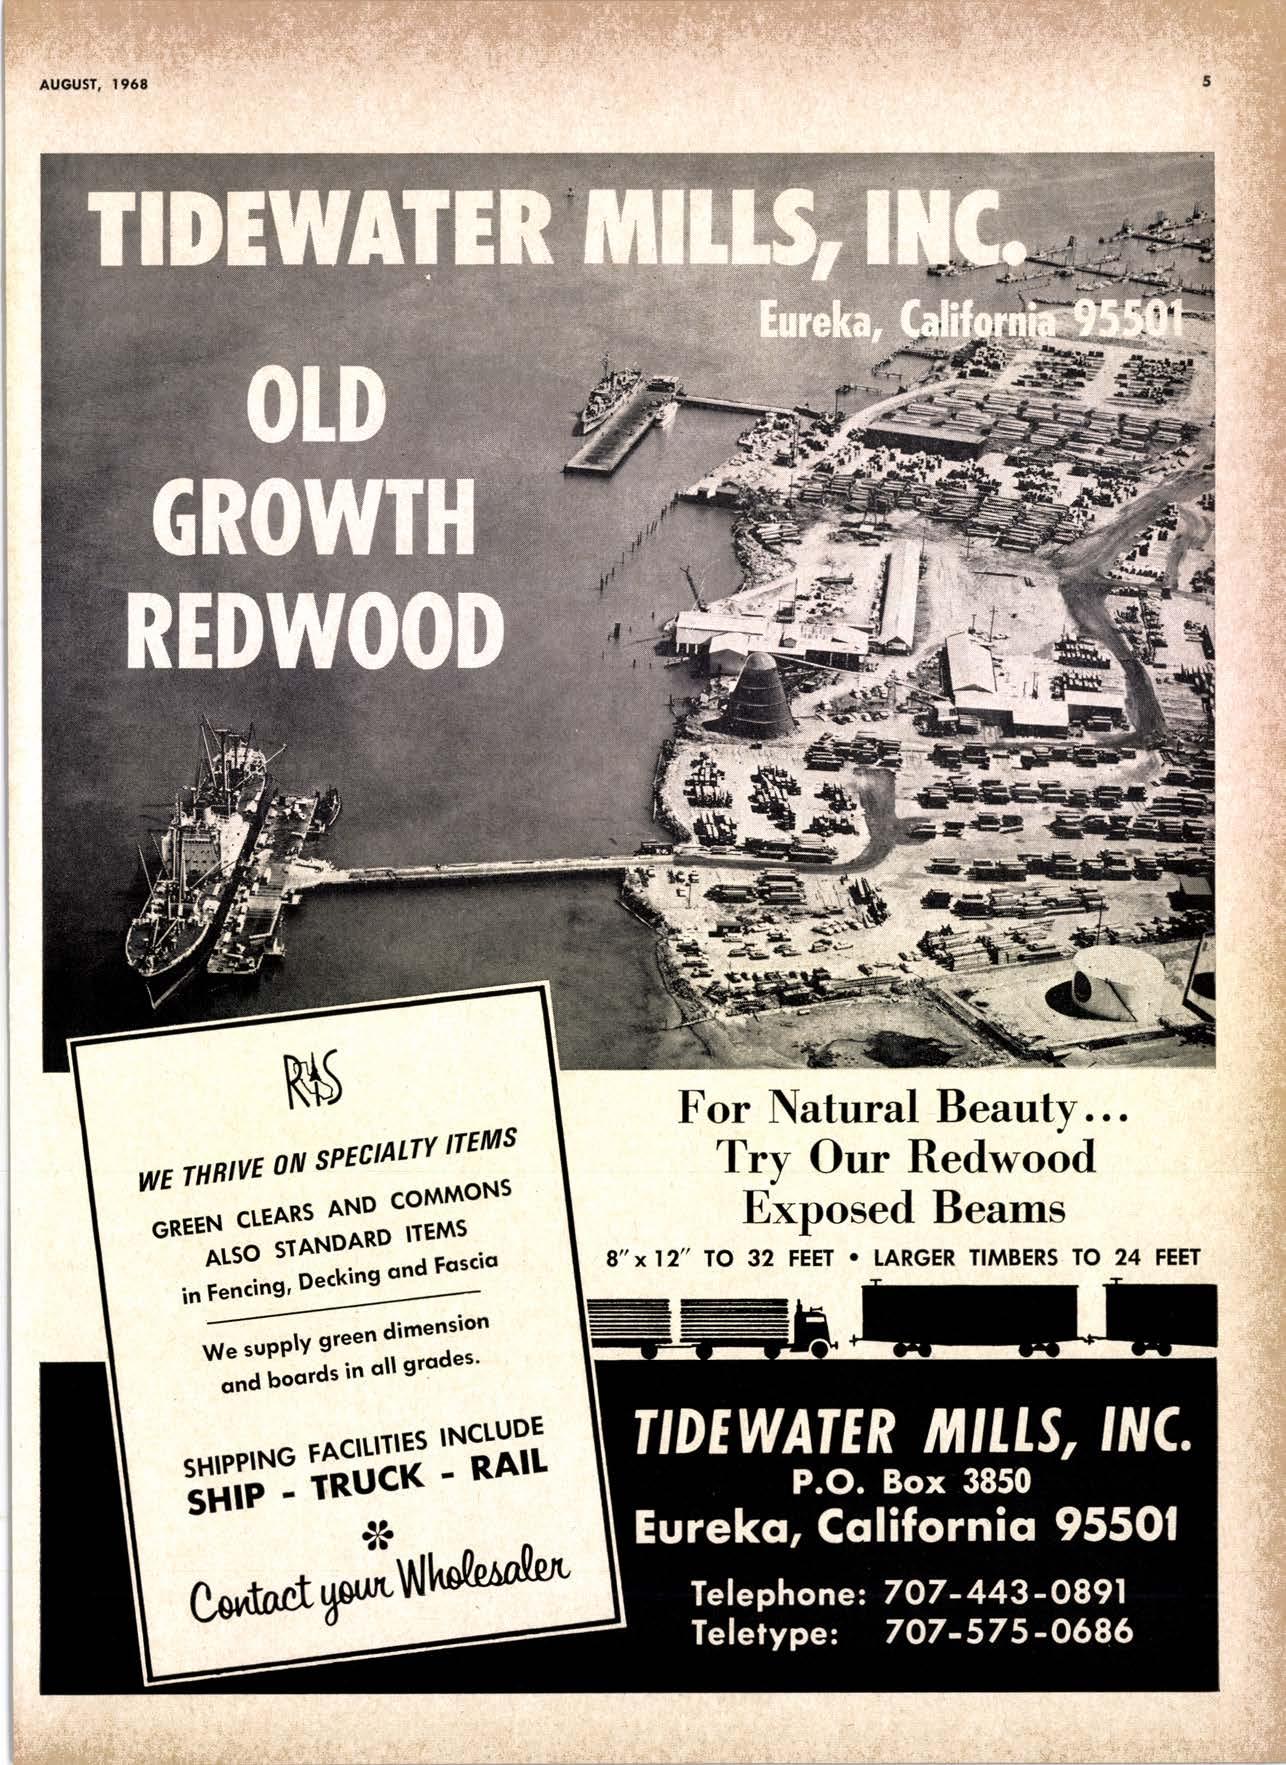 AUGUST, 1968
5
TIDEWATER MILLS, INC.
Eureka, California 95501
OLD
GROWTH
REDWOOD
RIS
WE THRIVE ON SPECIALTY ITEMS
GREEN CLEARS AND COMMONS
ALSO STANDARD ITEMS
in Fencing, Decking and Fascia
We supply green dimension
and boards in all grades.
SHIPPING FACILITIES INCLUDE
SHIP - TRUCK - RAIL
Contact your Wholesaler
For Natural Beauty...
Try Our Redwood
Exposed Beams
8" x 12" TO 32 FEET • LARGER TIMBERS TO 24 FEET
TIDEWATER MILLS, INC.
P.O. Box 3850
Eureka, California 95501
Telephone: 707-443-0891
Teletype: 707-575-0686